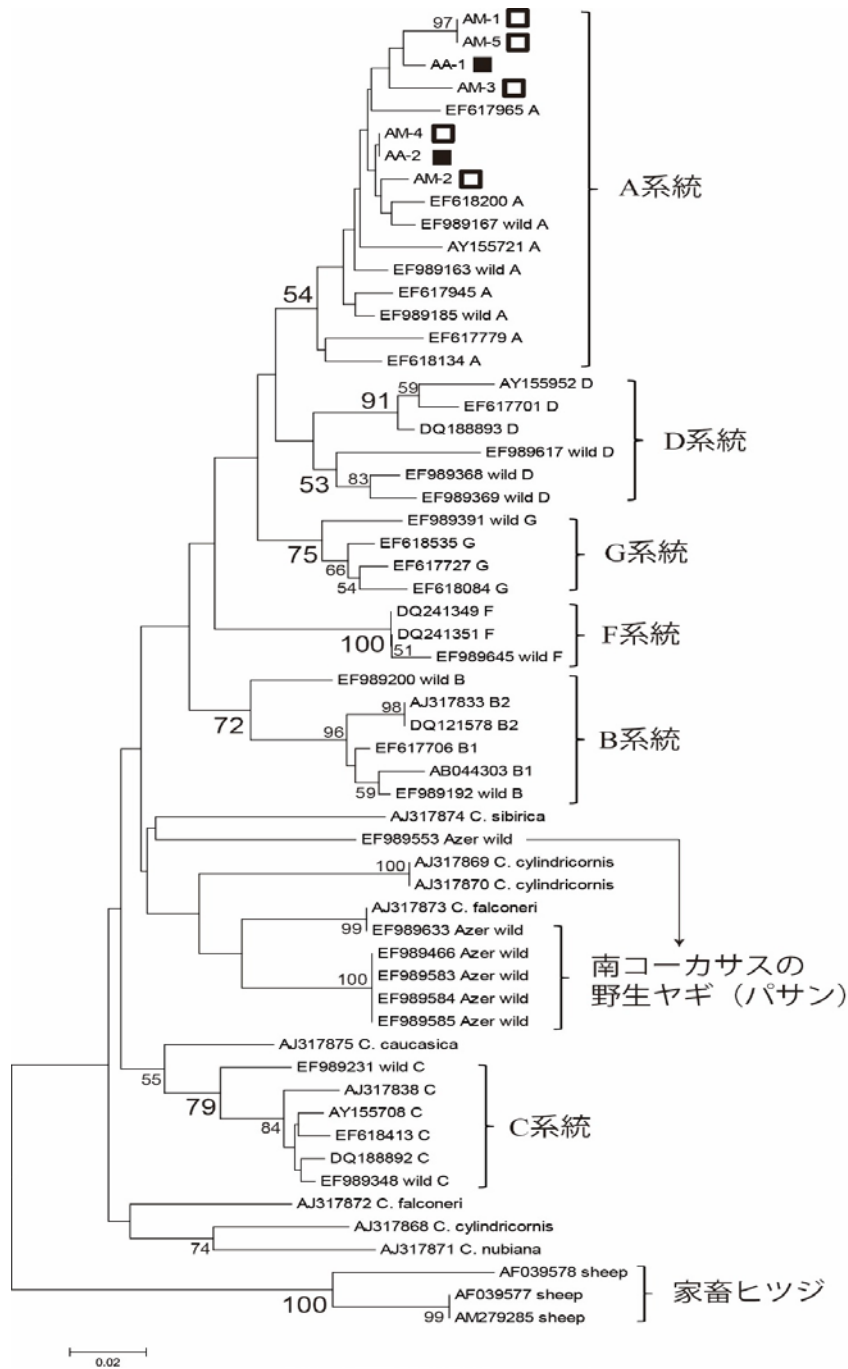 97
AM-1
AM-5
AA-1
AM-3
EF617965 A
AM-4
AA-2
AM-2
EF618200 A
EF989167 wild A
AY155721 A
EF989163 wild A
EF617945 A
EF989185 wild A
EF617779 A
EF618134 A
A系統
54
AY155952 D
59
EF617701 D
91
DQ188893 D
EF989617 wild D
83
EF989368 wild D
53
EF989369 wild D
D系統
EF989391 wild G
75
EF618535 G
66
EF617727 G
54
EF618084 G
G系統
DQ241349 F
100
DQ241351 F
51
EF989645 wild F
F系統
EF989200 wild B
72
98
AJ317833 B2
DQ121578 B2
96
EF617706 B1
AB044303 B1
59
EF989192 wild B
B系統
AJ317874 C. sibirica
EF989553 Azer wild
100
AJ317869 C. cylindricornis
AJ317870 C. cylindricornis
AJ317873 C. falconeri
99
EF989633 Azer wild
EF989466 Azer wild
100
EF989583 Azer wild
EF989584 Azer wild
EF989585 Azer wild
南コーカサスの
野生ヤギ（パサン）
AJ317875 C. caucasica
55
EF989231 wild C
79
AJ317838 C
84
AY155708 C
EF618413 C
DQ188892 C
EF989348 wild C
C系統
AJ317872 C. falconeri
AJ317868 C. cylindricornis
74
AJ317871 C. nubiana
AF039578 sheep
100
AF039577 sheep
99
AM279285 sheep
家畜ヒツジ
0.02